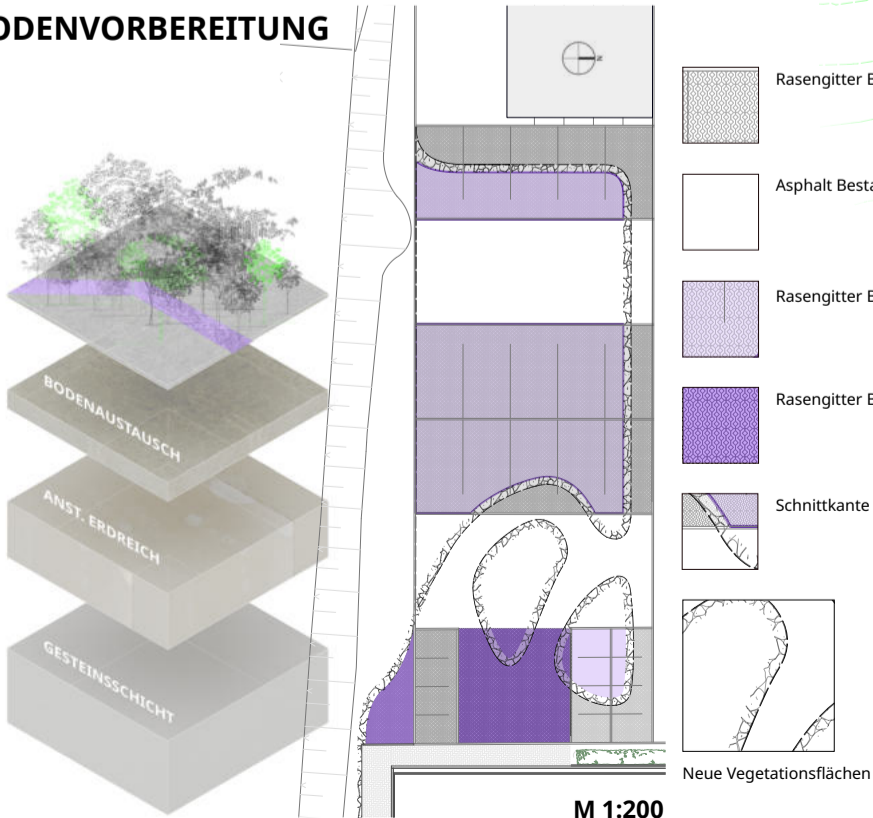 ODENVORBEREITUNG
BODENAUSTAUSCH
ANST. ERDREICH
GESTEINSSCHICHT
N
Rasengitter B
Asphalt Besta
Rasengitter B
Rasengitter B
Schnittkante
Neue Vegetationsflächen
M 1:200